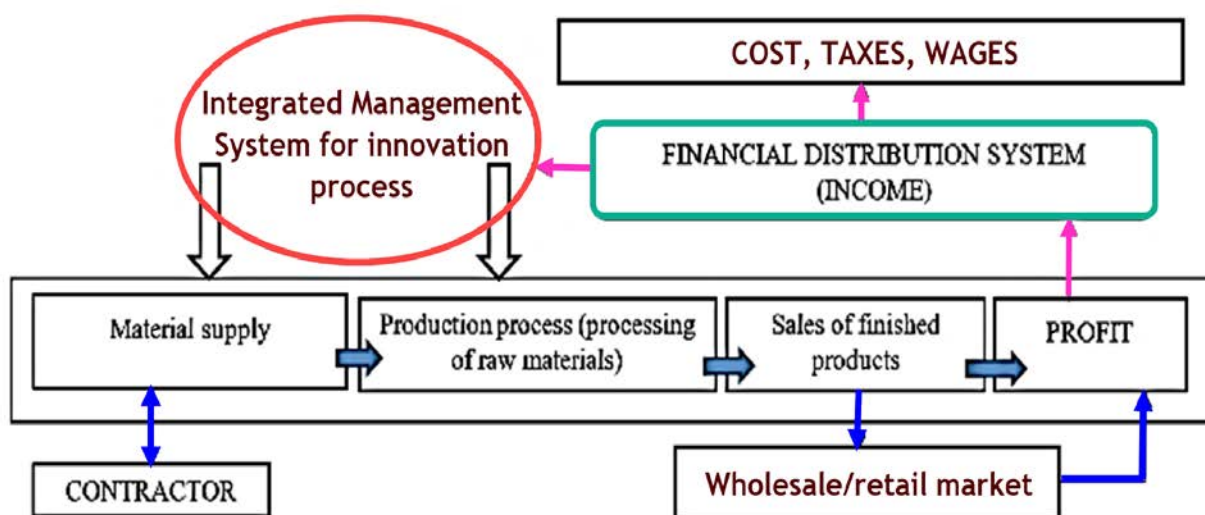 COST, TAXES, WAGES
Integrated Management
System for innovation
process
FINANCIAL DISTRIBUTION SYSTEM
(INCOME)
Material supply
Production process (processing
of raw materials)
Sales of finished
products
PROFIT
CONTRACTOR
Wholesale/retail market